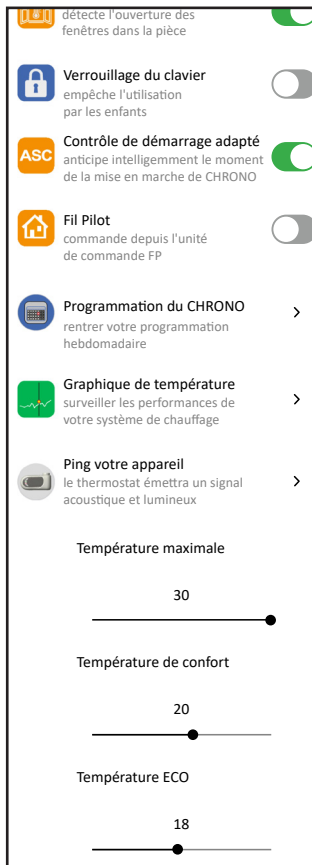 détecte l'ouverture des
fenêtres dans la pièce
Verrouillage du clavier
empêche l'utilisation
par les enfants
ASC
Contrôle de démarrage adapté
anticipe intelligemment le moment
de la mise en marche de CHRONO
Fil Pilot
commande depuis l'unité
de commande FP
Programmation du CHRONO
rentrer votre programmation
hebdomadaire
Graphique de température
surveiller les performances de
votre système de chauffage
Ping votre appareil
le thermostat émettra un signal
acoustique et lumineux
Température maximale
30
Température de confort
20
Température ECO
18